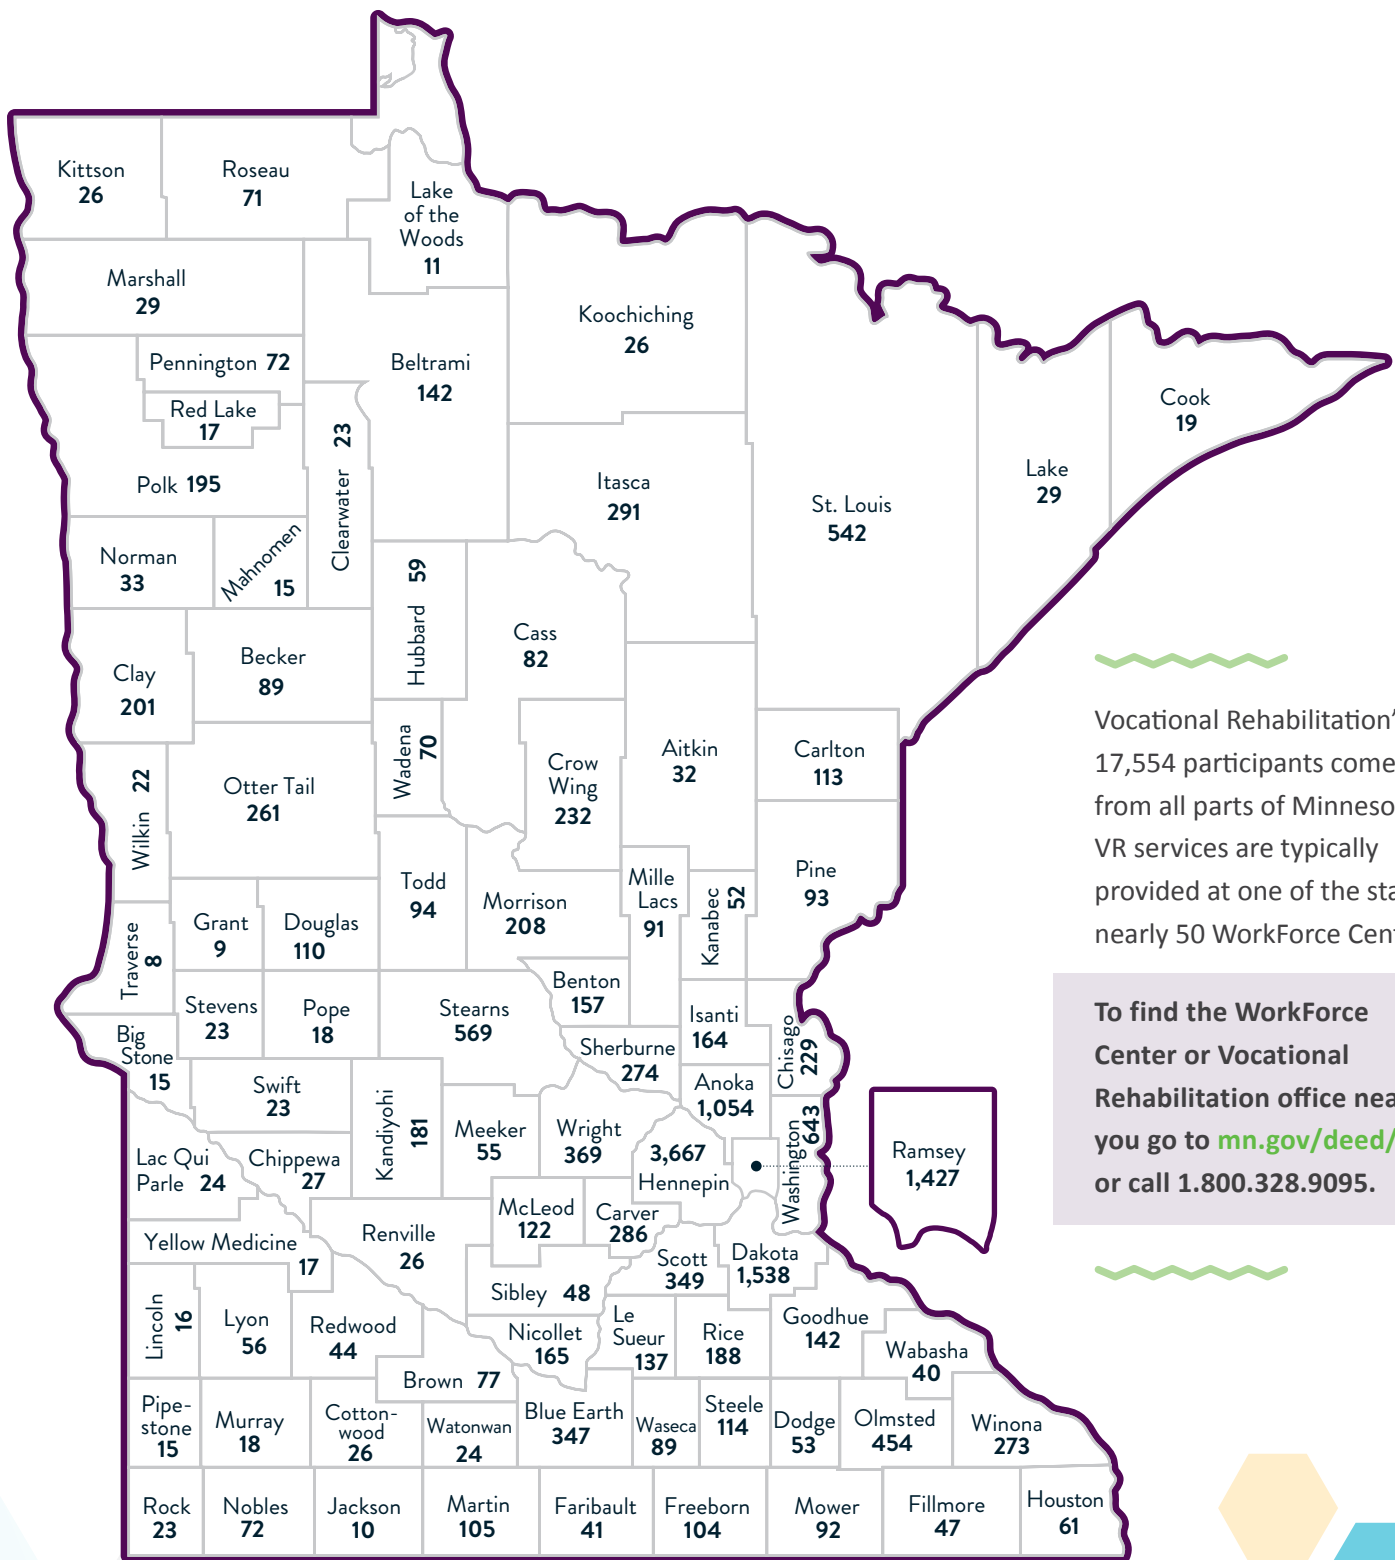 Kittson
26
Roseau
71
Lake
of the
Woods
11
Marshall
29
Koochiching
26
Pennington 72
Beltrami
142
Red Lake
17
Cook
19
Clearwater 23
Polk 195
Itasca
291
Lake
29
St. Louis
542
Norman
33
Mahnomen
15
Hubbard 59
Cass
82
Becker
89
Clay
201
Wadena 70
Aitkin
32
Carlton
113
Crow
Wing
232
Wilkin 22
Otter Tail
261
Todd
94
Morrison
208
Mille
Lacs
91
Kanabec 52
Pine
93
Traverse 8
Grant
9
Douglas
110
Stevens
23
Pope
18
Stearns
569
Benton
157
Isanti
164
Chisago 229
Big
Stone
15
Sherburne
274
Swift
23
Kandiyohi 181
Anoka
1,054
Meeker
55
Wright
369
3,667
Hennepin
Washington 643
Ramsey
1,427
Lac Qui
Parle 24
Chippewa
27
McLeod
122
Carver
286
Renville
26
Yellow Medicine
17
Scott
349
Dakota
1,538
Sibley 48
Lincoln 16
Lyon
56
Redwood
44
Nicollet
165
Le
Sueur
137
Rice
188
Goodhue
142
Wabasha
40
Brown 77
Pipe-
stone
15
Murray
18
Cotton-
wood
26
Watonwan
24
Blue Earth
347
Waseca
89
Steele
114
Dodge
53
Olmsted
454
Winona
273
Rock
23
Nobles
72
Jackson
10
Martin
105
Faribault
41
Freeborn
104
Mower
92
Fillmore
47
Houston
61
Vocational Rehabilitation'
17,554 participants come
from all parts of Minneso
VR services are typically
provided at one of the sta
nearly 50 WorkForce Cent
To find the WorkForce
Center or Vocational
Rehabilitation office nea
you go to mn.gov/deed/
or call 1.800.328.9095.